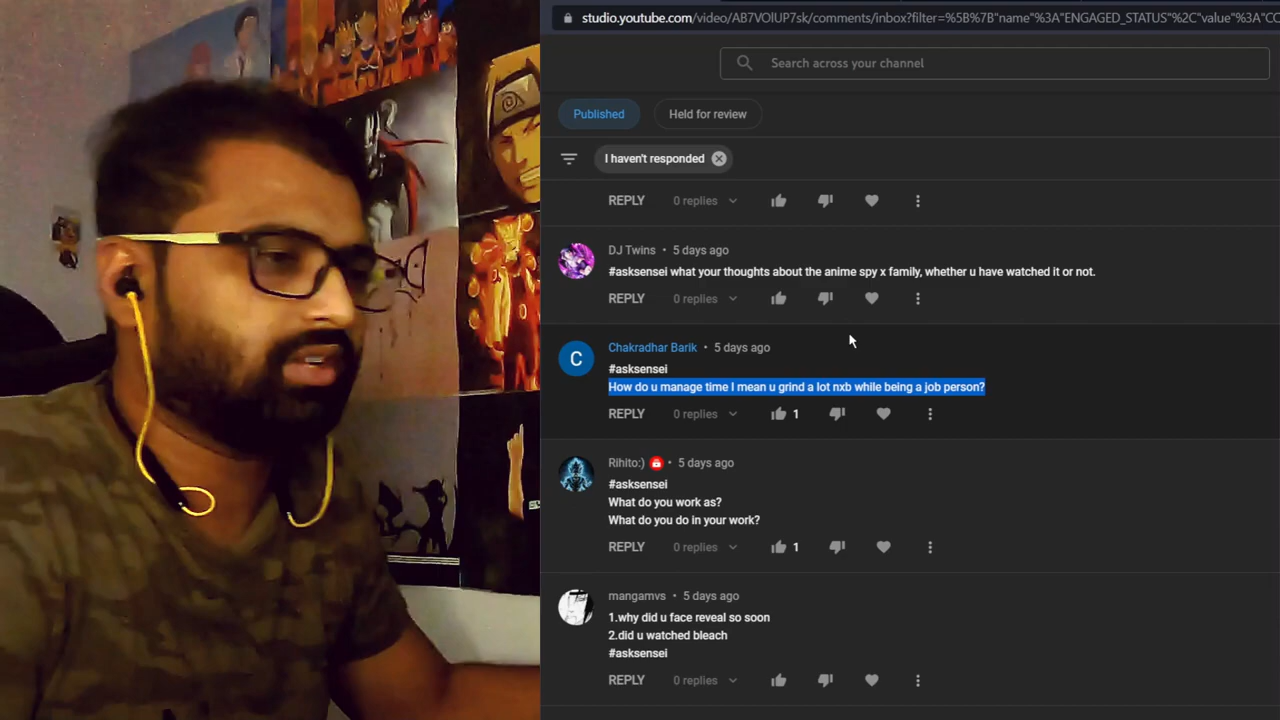 studio.youtube.com/video/AB7VOlUP7sk/comments/inbox?filter=%5B%7B"name"%3A"ENGAGED_STATUS"%2C"value"%3A"CO
Search across your channel
Published
Held for review
I haven't responded
REPLY 0 replies
DJ Twins • 5 days ago
#asksensei what your thoughts about the anime spy x family, whether u have watched it or not.
REPLY 0 replies
C
Chakradhar Barik • 5 days ago
#asksensei
How do u manage time I mean u grind a lot nxb while being a job person?
REPLY 0 replies 1
Rihito:) • 5 days ago
#asksensei
What do you work as?
What do you do in your work?
REPLY 0 replies 1
mangamvs • 5 days ago
1.why did u face reveal so soon
2.did u watched bleach
#asksensei
REPLY 0 replies